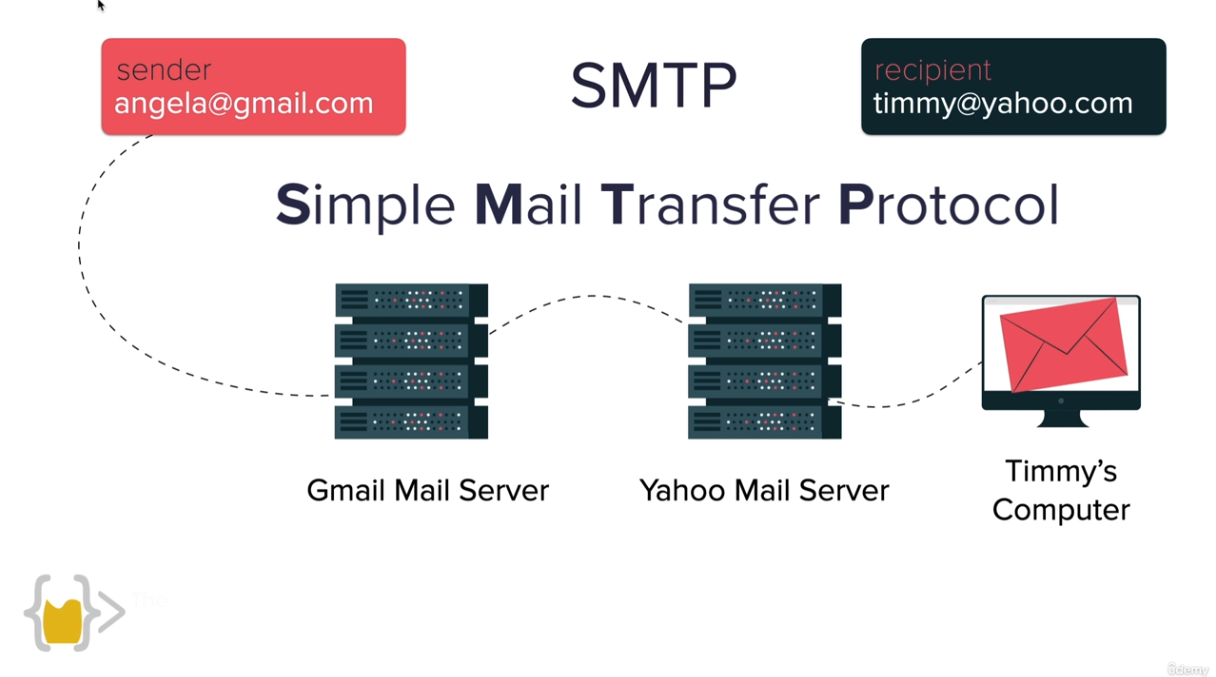 sender
angela@gmail.com
SMTP
recipient
timmy@yahoo.com
Simple Mail Transfer Protocol
Gmail Mail Server
Yahoo Mail Server
Timmy's
Computer
The
ûdemy